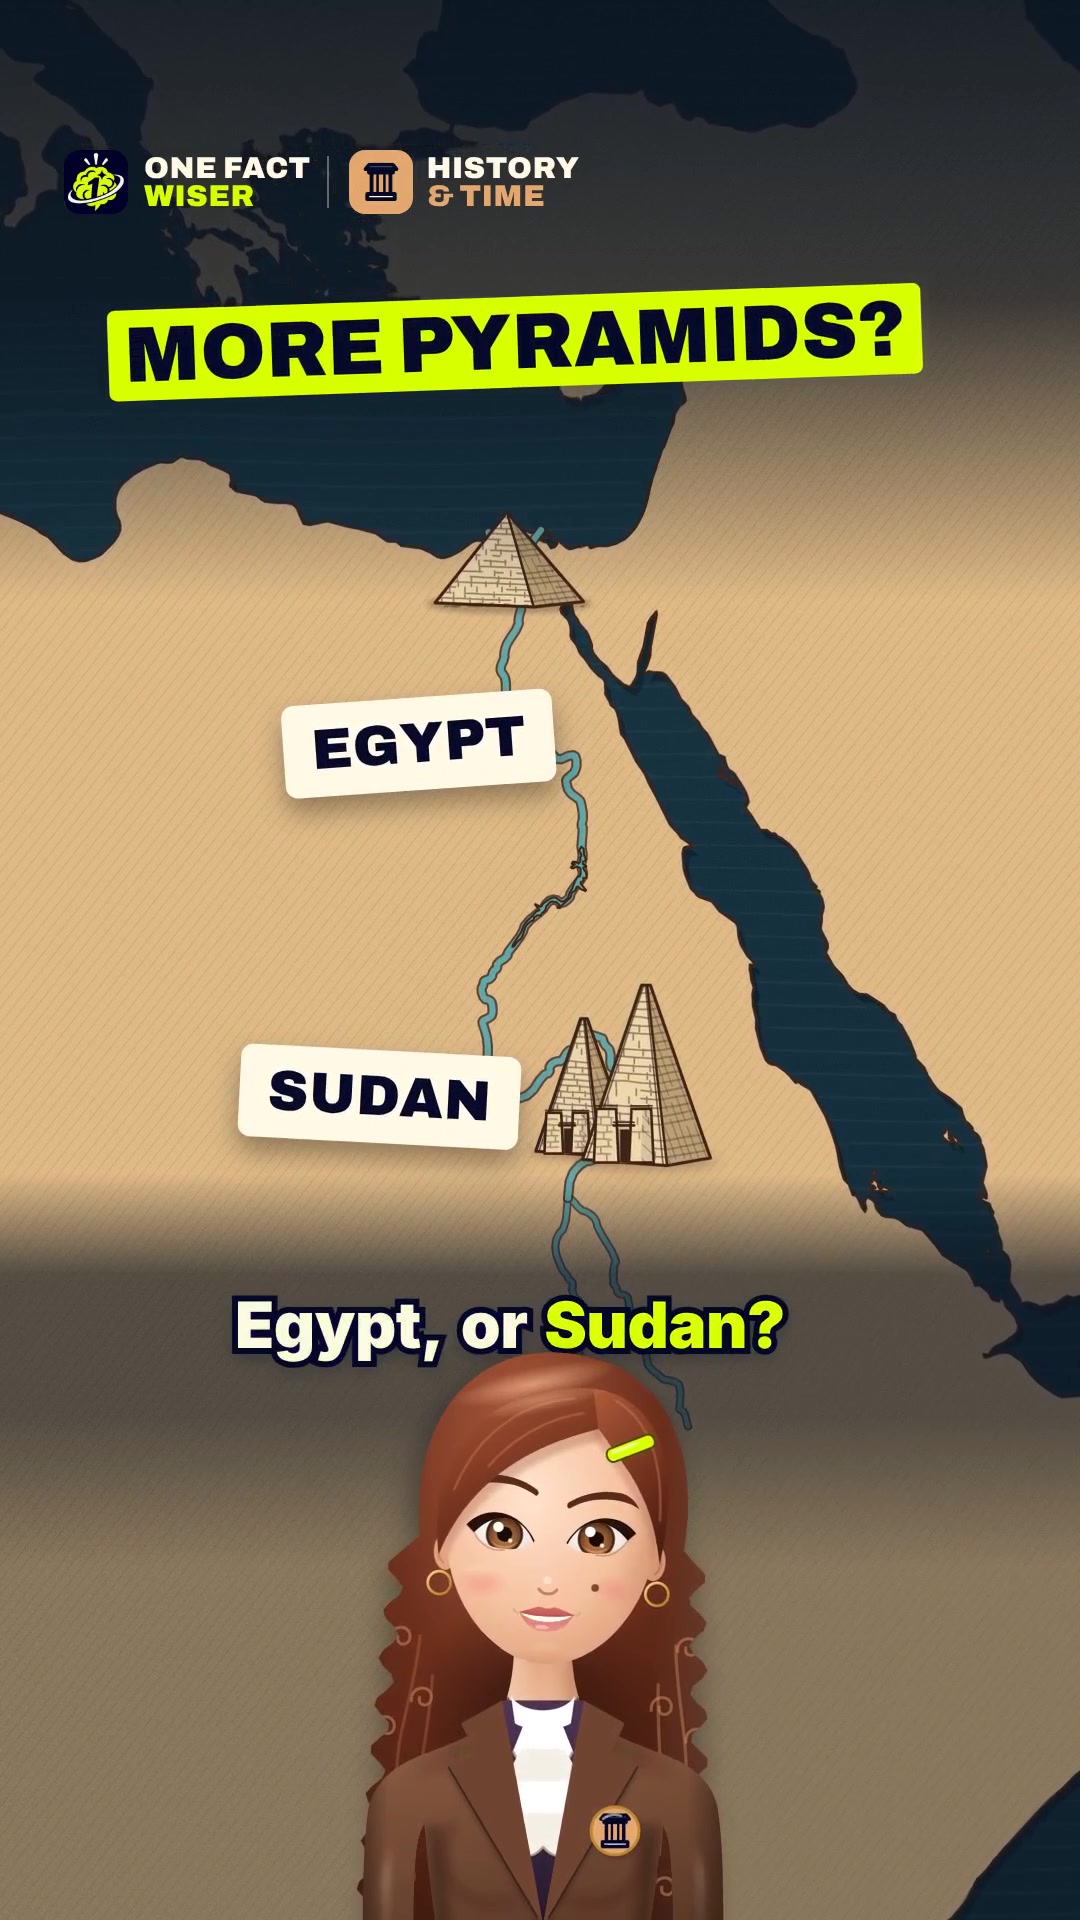 ONE FACT
WISER
HISTORY
& TIME
MORE PYRAMIDS?
EGYPT
SUDAN
Egypt, or Sudan?